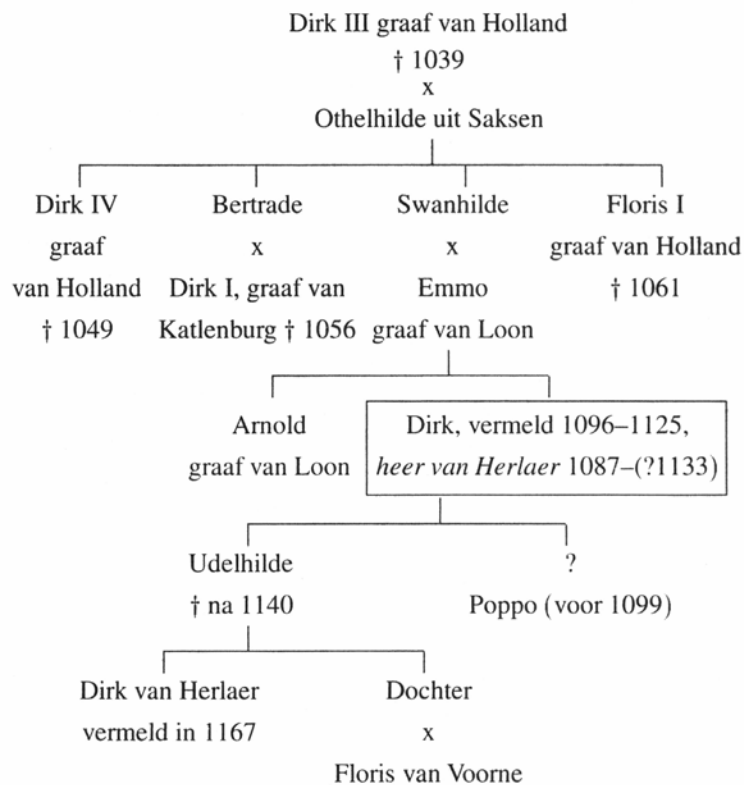 Dirk III graaf van Holland
† 1039
x
Othelhilde uit Saksen
Dirk IV
graaf
van Holland
† 1049
Bertrade
x
Dirk I, graaf van
Katlenburg † 1056
Swanhilde
x
Emmo
graaf van Loon
Floris I
graaf van Holland
† 1061
Arnold
graaf van Loon
Dirk, vermeld 1096–1125,
heer van Herlaer 1087–(?1133)
Udelhilde
† na 1140
?
Poppo (voor 1099)
Dirk van Herlaer
vermeld in 1167
Dochter
x
Floris van Voorne